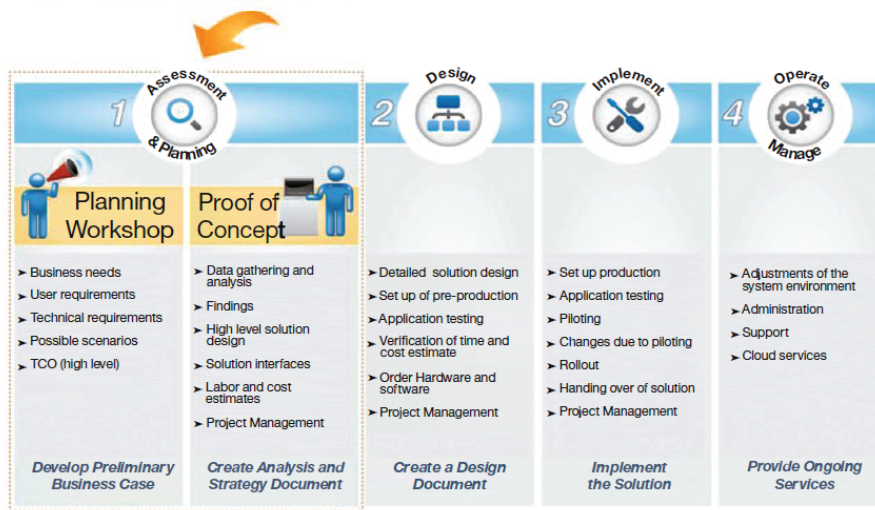 1
Assessment
& Planning
Planning
Workshop
➤ Business needs
➤ User requirements
➤ Technical requirements
➤ Possible scenarios
➤ TCO (high level)
Develop Preliminary
Business Case
Proof of
Concept
➤ Data gathering and
analysis
➤ Findings
➤ High level solution
design
➤ Solution interfaces
➤ Labor and cost
estimates
➤ Project Management
Create Analysis and
Strategy Document
2
Design
➤ Detailed solution design
➤ Set up of pre-production
➤ Application testing
➤ Verification of time and
cost estimate
➤ Order Hardware and
software
➤ Project Management
Create a Design
Document
3
Implement
➤ Set up production
➤ Application testing
➤ Piloting
➤ Changes due to piloting
➤ Rollout
➤ Handing over of solution
➤ Project Management
Implement
the Solution
4
Operate
Manage
➤ Adjustments of the
system environment
➤ Administration
➤ Support
➤ Cloud services
Provide Ongoing
Services